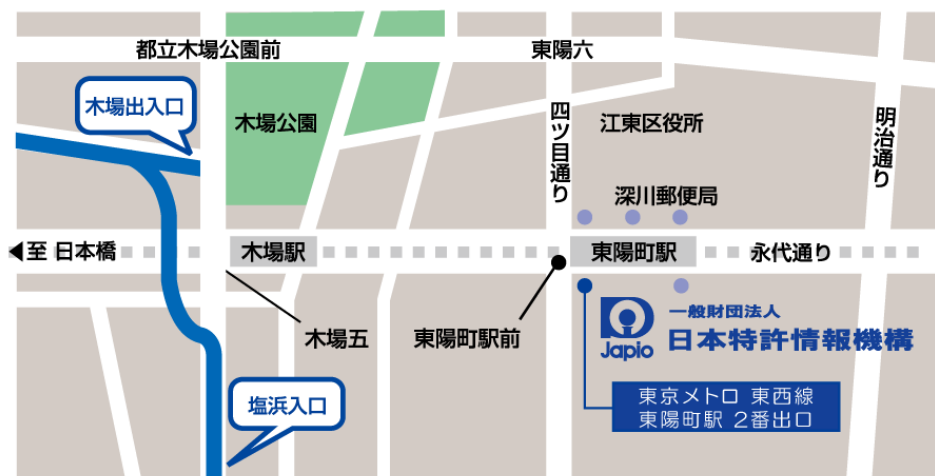 都立木場公園前
東陽六
木場出入口
木場公園
四ツ目通り
江東区役所
明治通り
深川郵便局
◀至 日本橋
木場駅
東陽町駅
永代通り
木場五
東陽町駅前
Japio
一般財団法人
日本特許情報機構
塩浜入口
東京メトロ 東西線
東陽町駅 2番出口